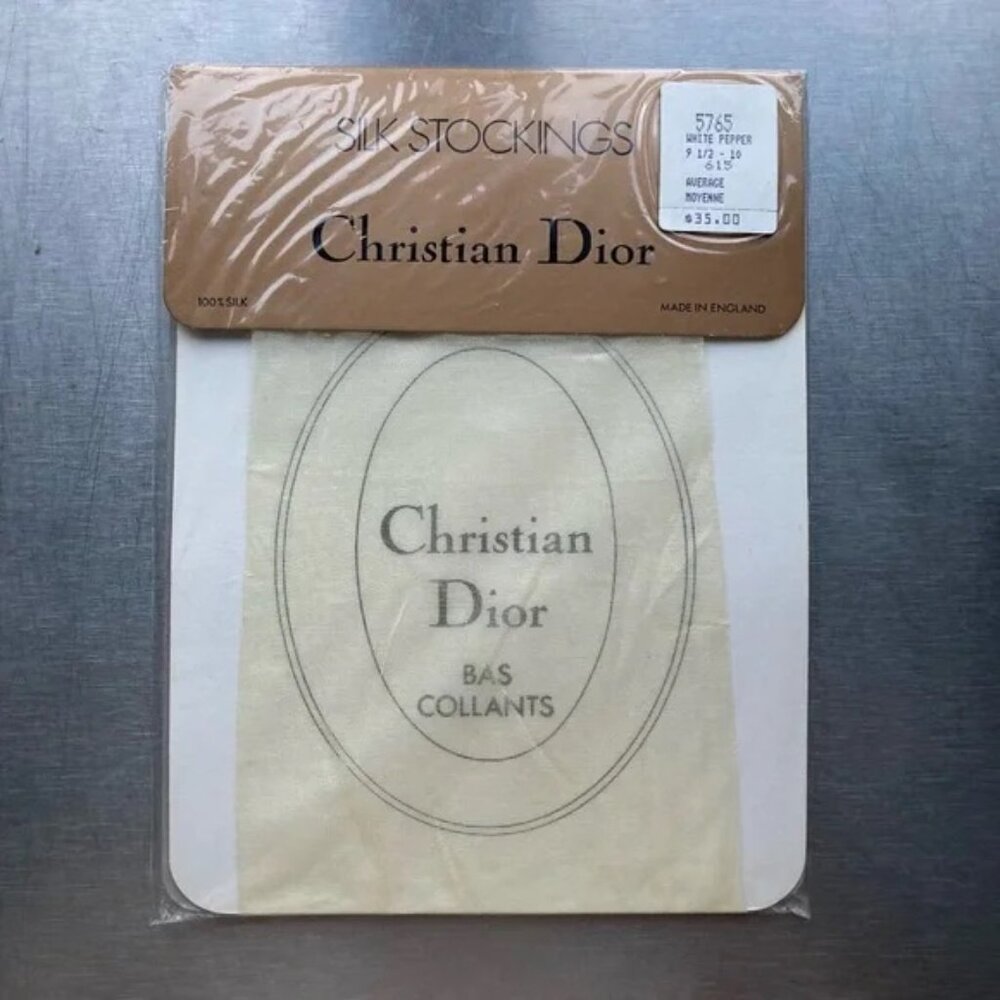 SILK STOCKINGS
Christian Dior
100% SILK
MADE IN ENGLAND
5765
WHITE PEPPER
9 1/2 - 10
615
AVERAGE
MOYENNE
$35.00
Christian
Dior
BAS
COLLANTS